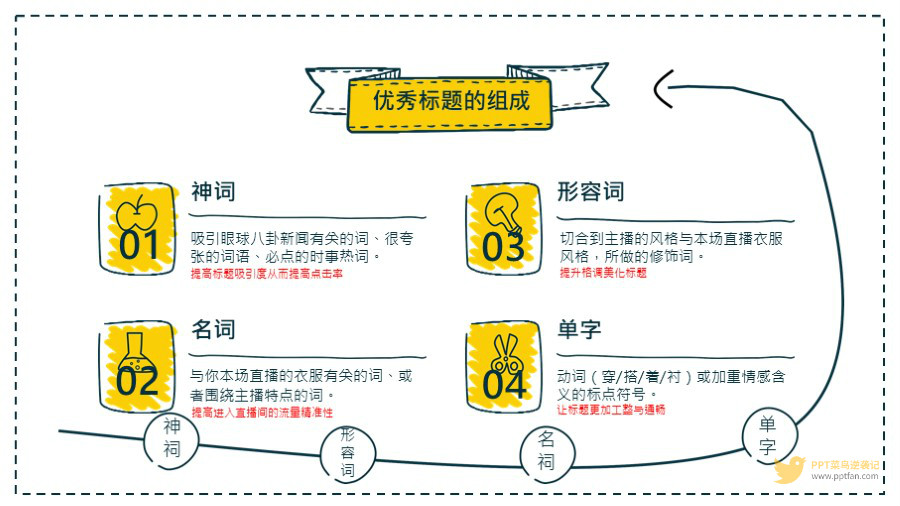 优秀标题的组成
01
神词
吸引眼球八卦新闻有关的词、很夸
张的词语、必点的时事热词。
提高标题吸引度从而提高点击率
02
名词
与你本场直播的衣服有关的词、或
者围绕主播特点的词。
提高进入直播间的流量精准性
03
形容词
切合到主播的风格与本场直播衣服
风格，所做的修饰词。
提升格调美化标题
04
单字
动词（穿/搭/着/衬）或加重情感含
义的标点符号。
让标题更加工整与通畅
神
词
形
容
词
名
词
单
字
PPT菜鸟逆袭记
www.pptfan.com